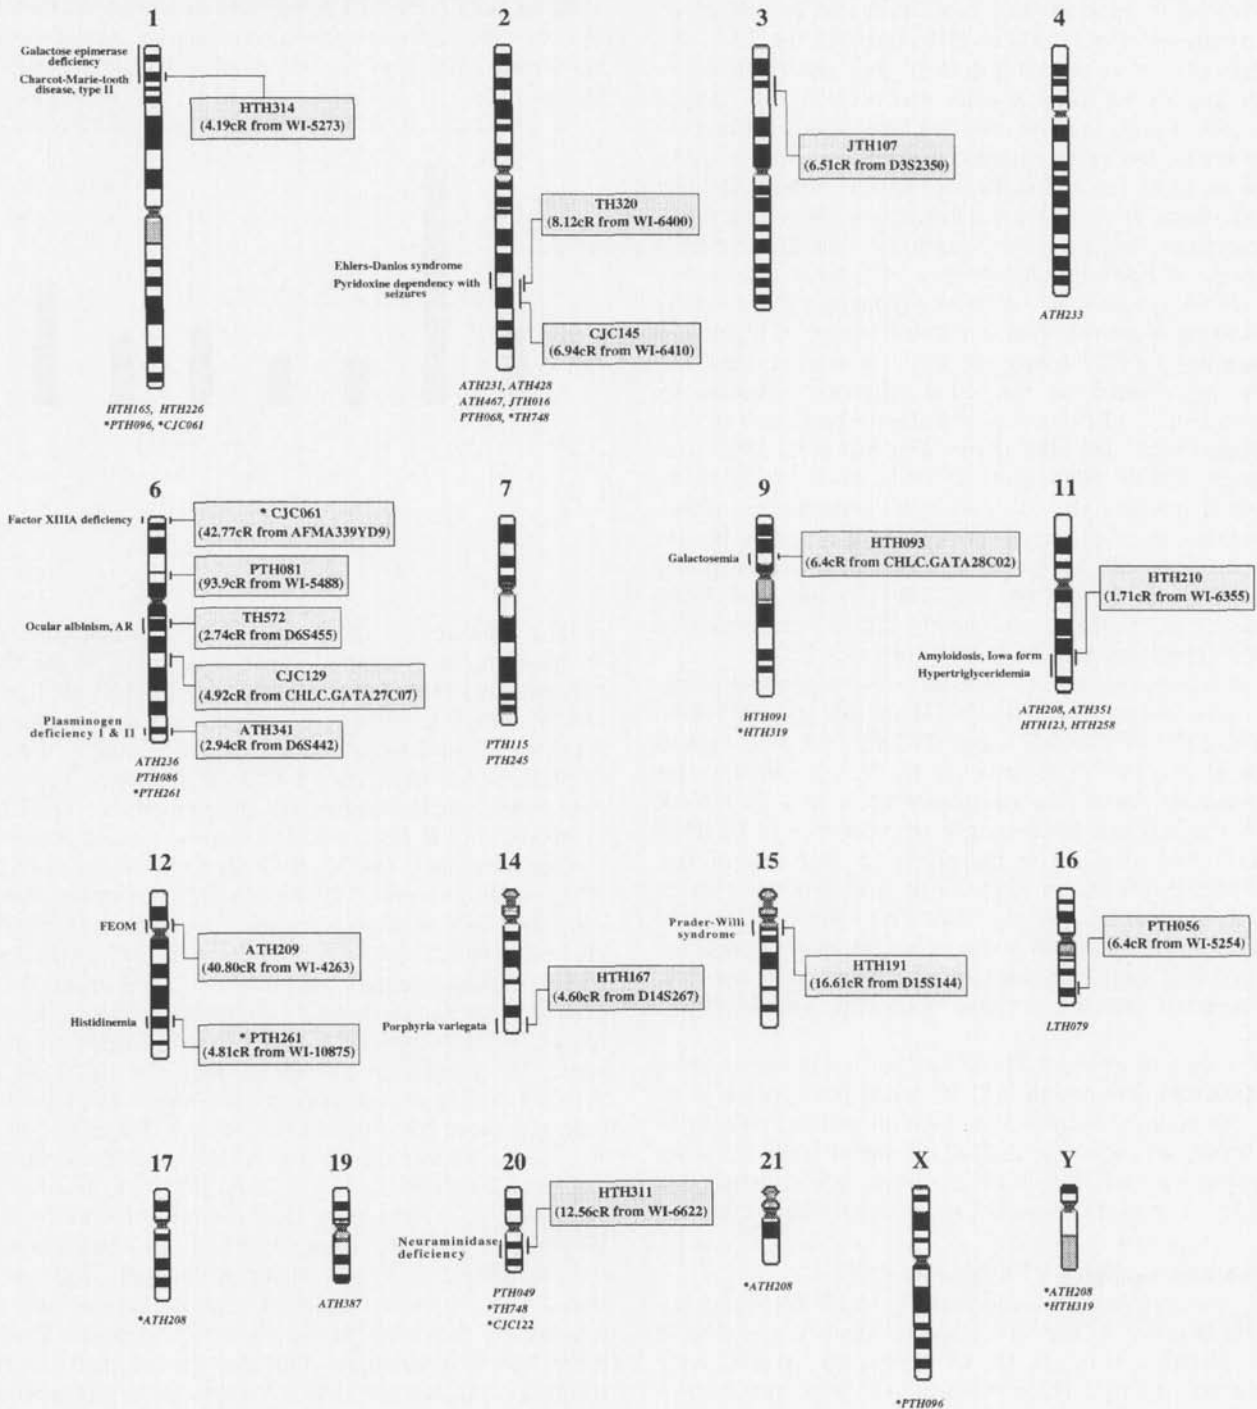 1
Galactose epimerase
deficiency
Charcot-Marie-tooth
disease, type II
HTH314
(4.19cR from WI-5273)
HTH165, HTH226
*PTH096, *CJC061
2
TH320
(8.12cR from WI-6400)
Ehlers-Danlos syndrome
Pyridoxine dependency with
seizures
CJC145
(6.94cR from WI-6410)
ATH231, ATH428
ATH467, JTH016
PTH068, *TH748
3
JTH107
(6.51cR from D3S2350)
4
ATH233
6
Factor XIIIA deficiency
* CJC061
(42.77cR from AFMA339YD9)
PTH081
(93.9cR from WI-5488)
Ocular albinism, AR
TH572
(2.74cR from D6S455)
CJC129
(4.92cR from CHLC.GATA27C07)
Plasminogen
deficiency I & II
ATH341
(2.94cR from D6S442)
ATH236
PTH086
*PTH261
7
PTH115
PTH245
9
Galactosemia
HTH093
(6.4cR from CHLC.GATA28C02)
HTH091
*HTH319
11
HTH210
(1.71cR from WI-6355)
Amyloidosis, Iowa form
Hypertriglyceridemia
ATH208, ATH351
HTH123, HTH258
12
FEOM
ATH209
(40.80cR from WI-4263)
Histidinemia
* PTH261
(4.81cR from WI-10875)
14
HTH167
(4.60cR from D14S267)
Porphyria variegata
15
Prader-Willi
syndrome
HTH191
(16.61cR from D15S144)
16
PTH056
(6.4cR from WI-5254)
LTH079
17
*ATH208
19
ATH387
20
HTH311
(12.56cR from WI-6622)
Neuraminidase
deficiency
PTH049
*TH748
*CJC122
21
*ATH208
X
*PTH096
Y
*ATH208
*HTH319